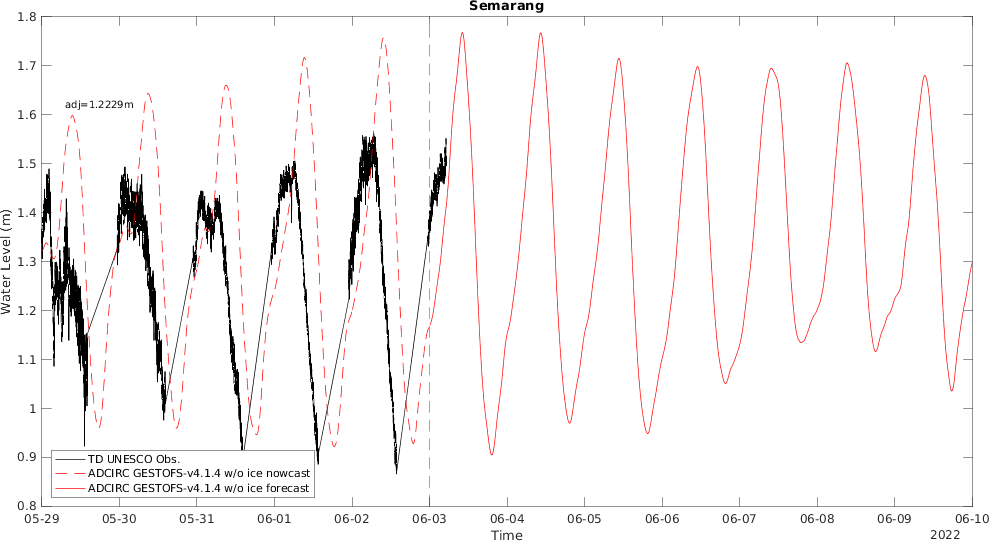 Semarang
1.8
1.7
1.6
1.5
1.4
1.3
1.2
1.1
1
0.9
0.8
Water Level (m)
adj=1.2229m
TD UNESCO Obs.
ADCIRC GESTOFS-v4.1.4 w/o ice nowcast
ADCIRC GESTOFS-v4.1.4 w/o ice forecast
05-29 05-30 05-31 06-01 06-02 06-03 06-04 06-05 06-06 06-07 06-08 06-09 06-10
Time
2022